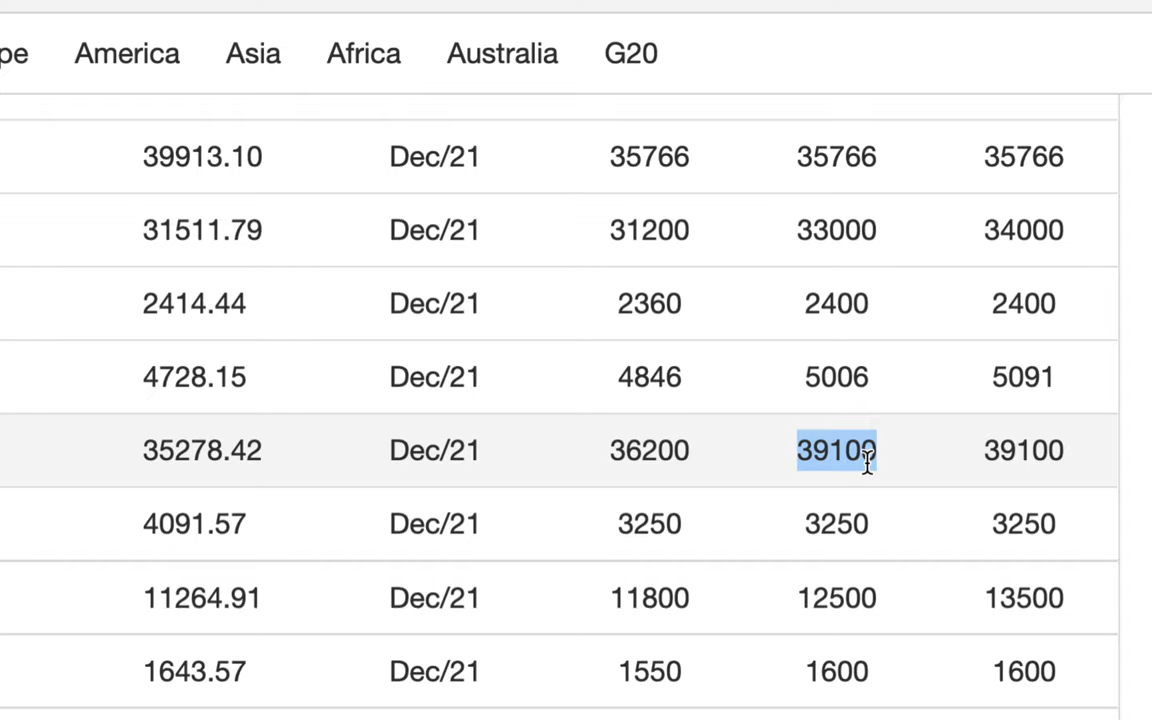 pe America Asia Africa Australia G20
39913.10 Dec/21 35766 35766 35766
31511.79 Dec/21 31200 33000 34000
2414.44 Dec/21 2360 2400 2400
4728.15 Dec/21 4846 5006 5091
35278.42 Dec/21 36200 39100 39100
4091.57 Dec/21 3250 3250 3250
11264.91 Dec/21 11800 12500 13500
1643.57 Dec/21 1550 1600 1600